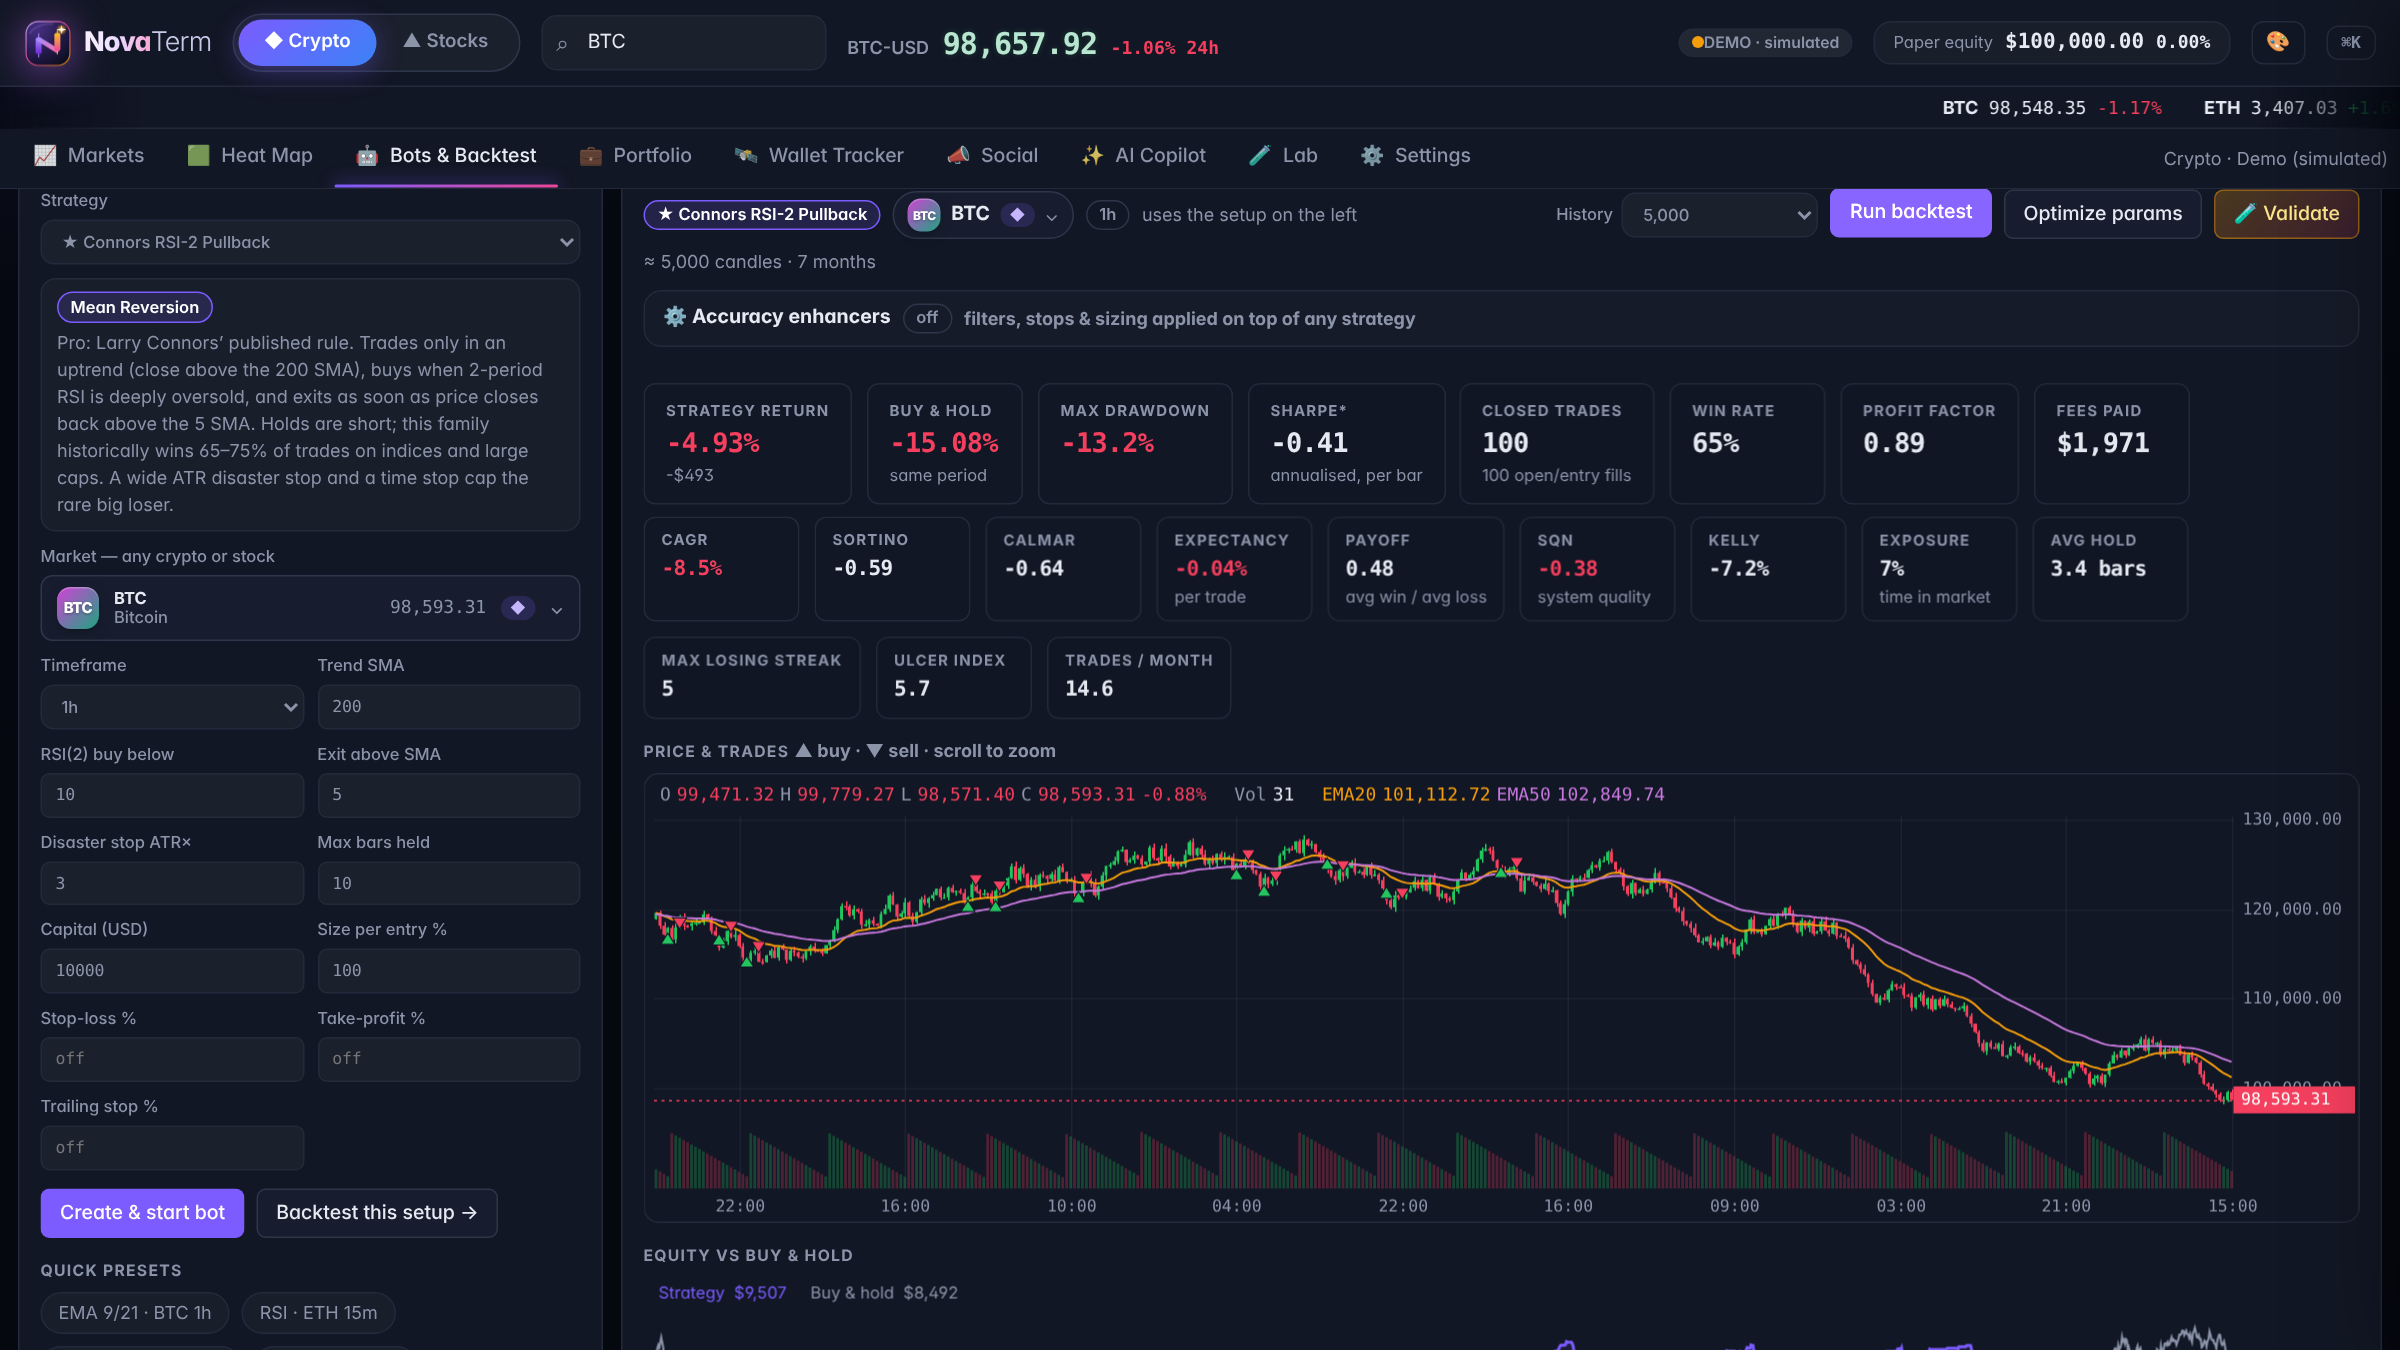 NovaTerm
◆ Crypto
▲ Stocks
⌕ BTC
BTC-USD 98,657.92 -1.06% 24h
DEMO · simulated
Paper equity $100,000.00 0.00%
⌘K
BTC 98,548.35 -1.17% ETH 3,407.03
📈 Markets
🟩 Heat Map
🤖 Bots & Backtest
💼 Portfolio
🛰️ Wallet Tracker
📣 Social
✨ AI Copilot
🧪 Lab
⚙️ Settings
Crypto · Demo (simulated)
Strategy
★ Connors RSI-2 Pullback
Mean Reversion
Pro: Larry Connors’ published rule. Trades only in an
uptrend (close above the 200 SMA), buys when 2-period
RSI is deeply oversold, and exits as soon as price closes
back above the 5 SMA. Holds are short; this family
historically wins 65–75% of trades on indices and large
caps. A wide ATR disaster stop and a time stop cap the
rare big loser.
Market — any crypto or stock
BTC BTC 98,593.31 ◆
Bitcoin
Timeframe Trend SMA
1h 200
RSI(2) buy below Exit above SMA
10 5
Disaster stop ATR× Max bars held
3 10
Capital (USD) Size per entry %
10000 100
Stop-loss % Take-profit %
off off
Trailing stop %
off
Create & start bot Backtest this setup →
QUICK PRESETS
EMA 9/21 · BTC 1h RSI · ETH 15m
★ Connors RSI-2 Pullback BTC BTC ◆ 1h uses the setup on the left
History 5,000 Run backtest Optimize params 🧪 Validate
≈ 5,000 candles · 7 months
⚙️ Accuracy enhancers off filters, stops & sizing applied on top of any strategy
STRATEGY RETURN
-4.93%
-$493
BUY & HOLD
-15.08%
same period
MAX DRAWDOWN
-13.2%
SHARPE*
-0.41
annualised, per bar
CLOSED TRADES
100
100 open/entry fills
WIN RATE
65%
PROFIT FACTOR
0.89
FEES PAID
$1,971
CAGR
-8.5%
SORTINO
-0.59
CALMAR
-0.64
EXPECTANCY
-0.04%
per trade
PAYOFF
0.48
avg win / avg loss
SQN
-0.38
system quality
KELLY
-7.2%
EXPOSURE
7%
time in market
AVG HOLD
3.4 bars
MAX LOSING STREAK
5
ULCER INDEX
5.7
TRADES / MONTH
14.6
PRICE & TRADES ▲ buy · ▼ sell · scroll to zoom
O 99,471.32 H 99,779.27 L 98,571.40 C 98,593.31 -0.88% Vol 31 EMA20 101,112.72 EMA50 102,849.74
130,000.00
120,000.00
110,000.00
100,000.00
98,593.31
22:00 16:00 10:00 04:00 22:00 16:00 09:00 03:00 21:00 15:00
EQUITY VS BUY & HOLD
Strategy $9,507 Buy & hold $8,492